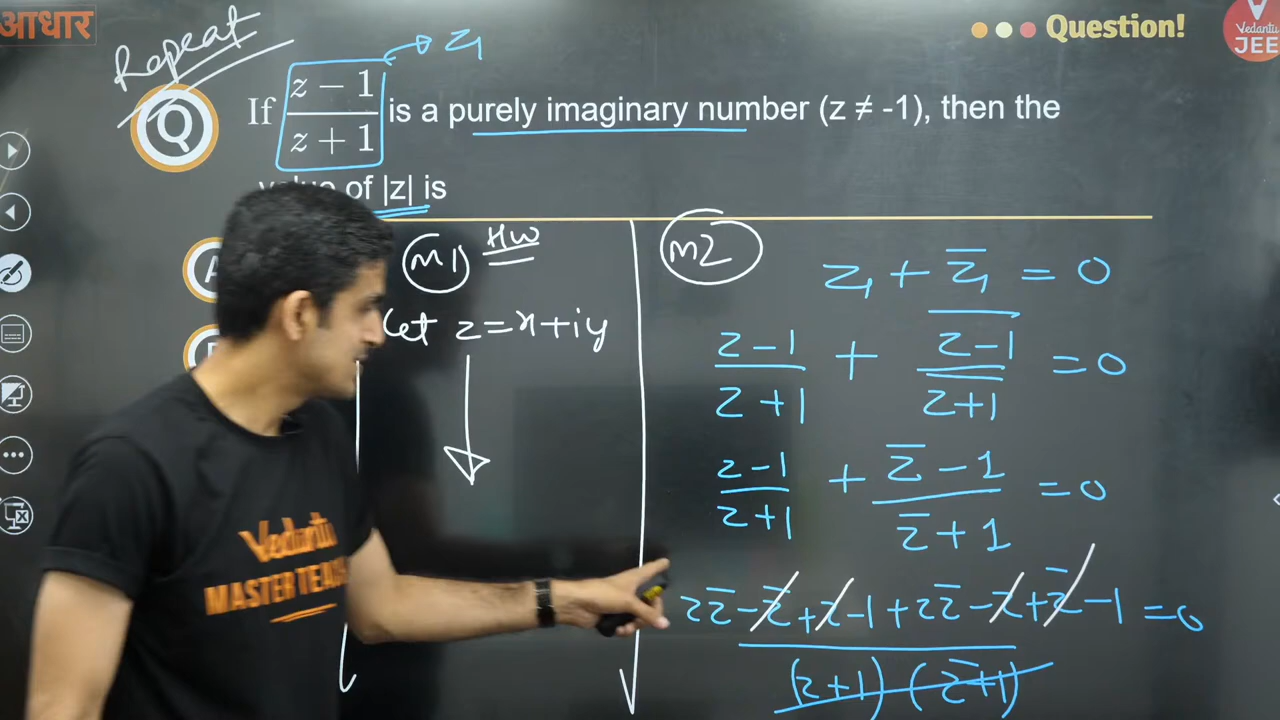 आधार
Repeat
Question!
Vedantu
JEE
Q
If z − 1 / z + 1 is a purely imaginary number (z ≠ -1), then the
→ z₁
value of |z| is
A
M1 HW
Let z = x + iy
M2
z₁ + z̅₁ = 0
z − 1 / z + 1 + \overline{z − 1} / \overline{z + 1} = 0
z − 1 / z + 1 + z̅ − 1 / z̅ + 1 = 0
zz̅ − z̅ + z − 1 + zz̅ − z + z̅ − 1 = 0
(z + 1) (z̅ + 1)
Vedantu
MASTER